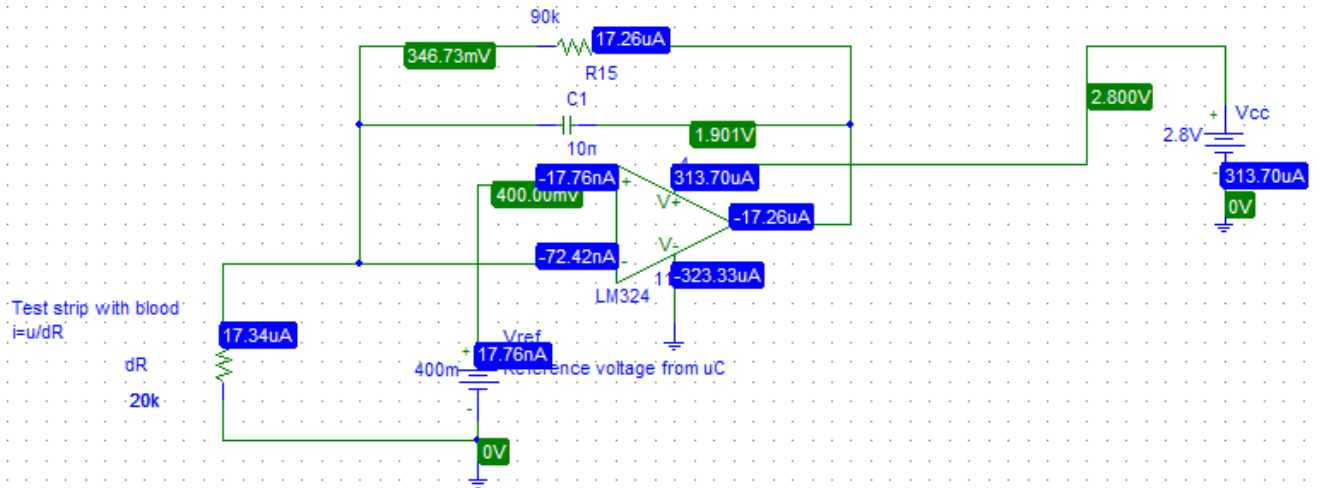 90k
346.73mV
17.26uA
R15
C1
2.800V
Vcc
+
1.901V
2.8V
10n
4
-17.76nA
313.70uA
-
313.70uA
400.00mV
+
V+
0V
-17.26uA
V-
-72.42nA
-
11
-323.33uA
LM324
Test strip with blood
i=u/dR
17.34uA
Vref
+
17.76nA
dR
400m
Reference voltage from uC
20k
-
0V